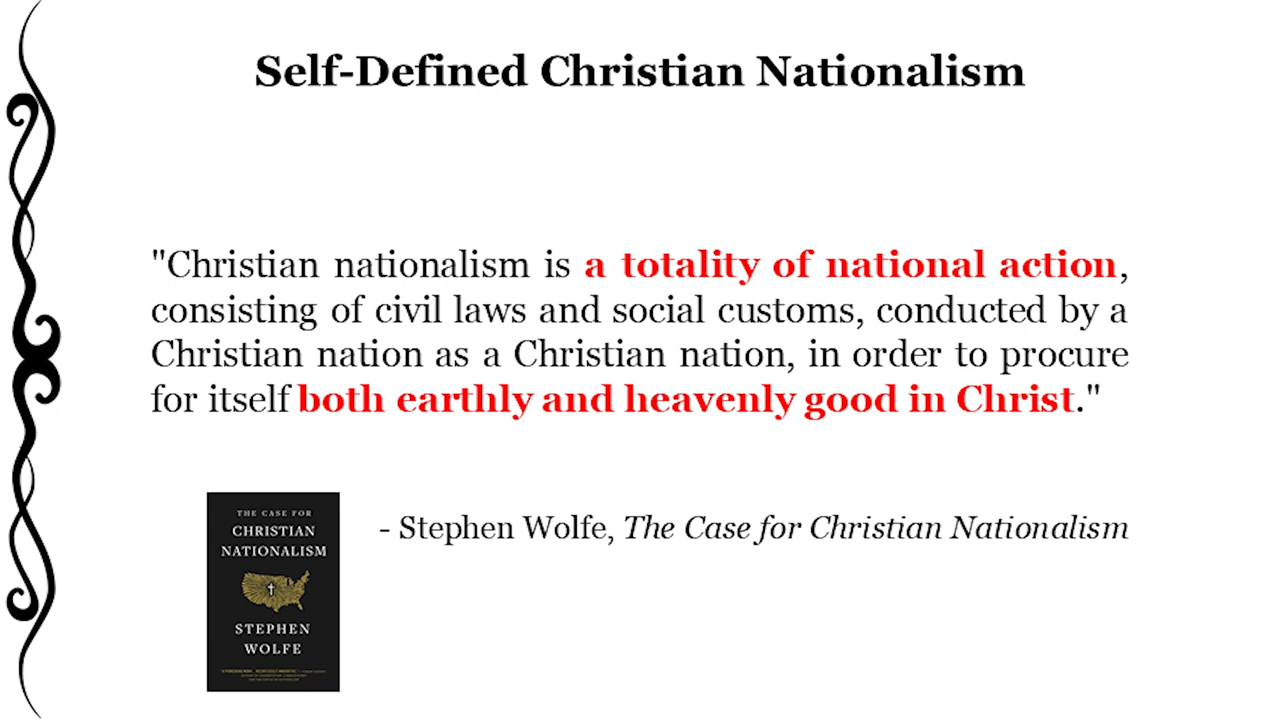 Self-Defined Christian Nationalism
"Christian nationalism is a totality of national action,
consisting of civil laws and social customs, conducted by a
Christian nation as a Christian nation, in order to procure
for itself both earthly and heavenly good in Christ."
- Stephen Wolfe, The Case for Christian Nationalism
THE CASE FOR
CHRISTIAN
NATIONALISM
STEPHEN
WOLFE